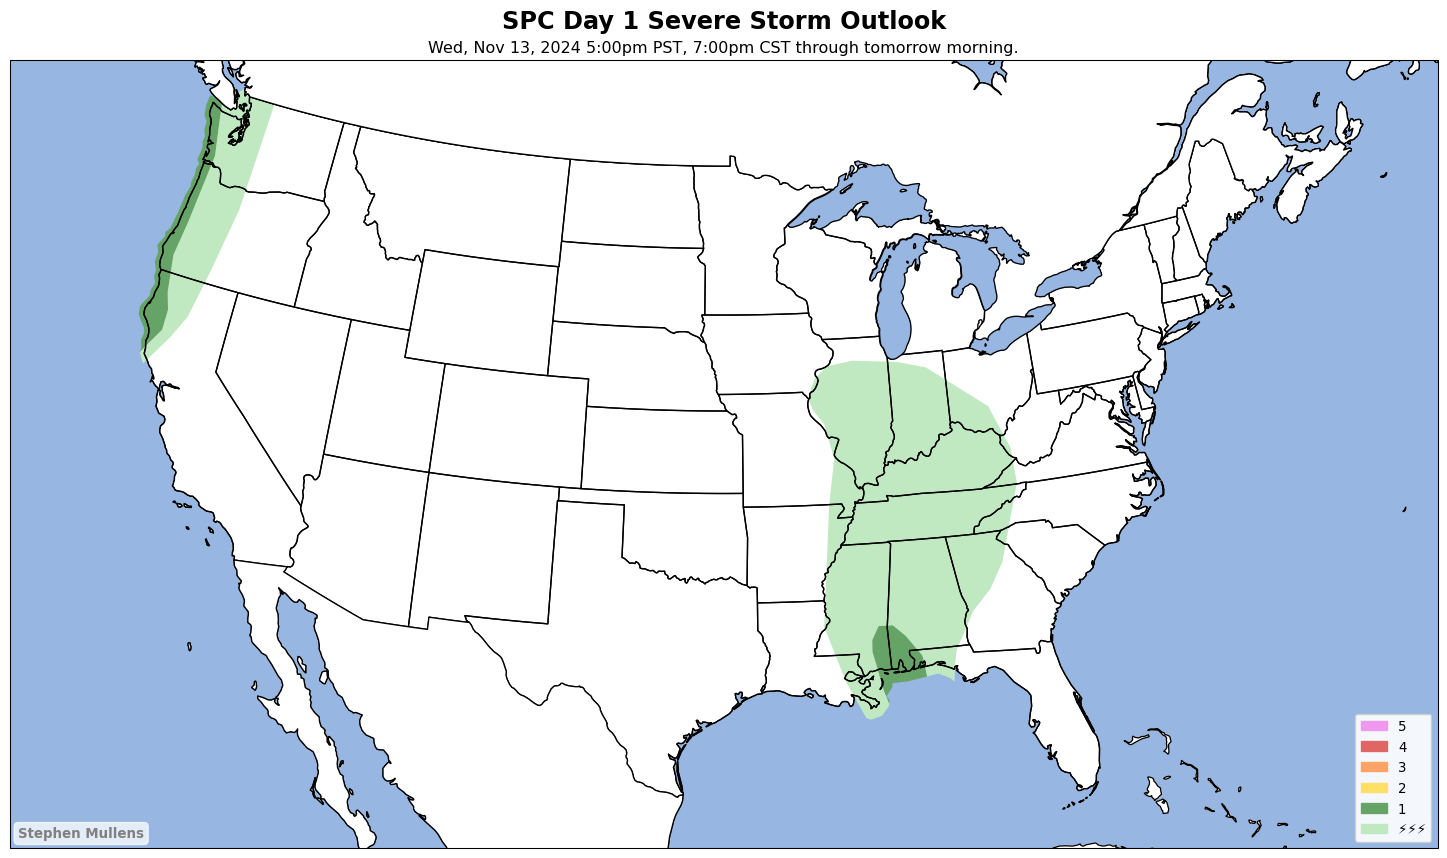 SPC Day 1 Severe Storm Outlook
Wed, Nov 13, 2024 5:00pm PST, 7:00pm CST through tomorrow morning.
5
4
3
2
1
⚡⚡⚡
Stephen Mullens